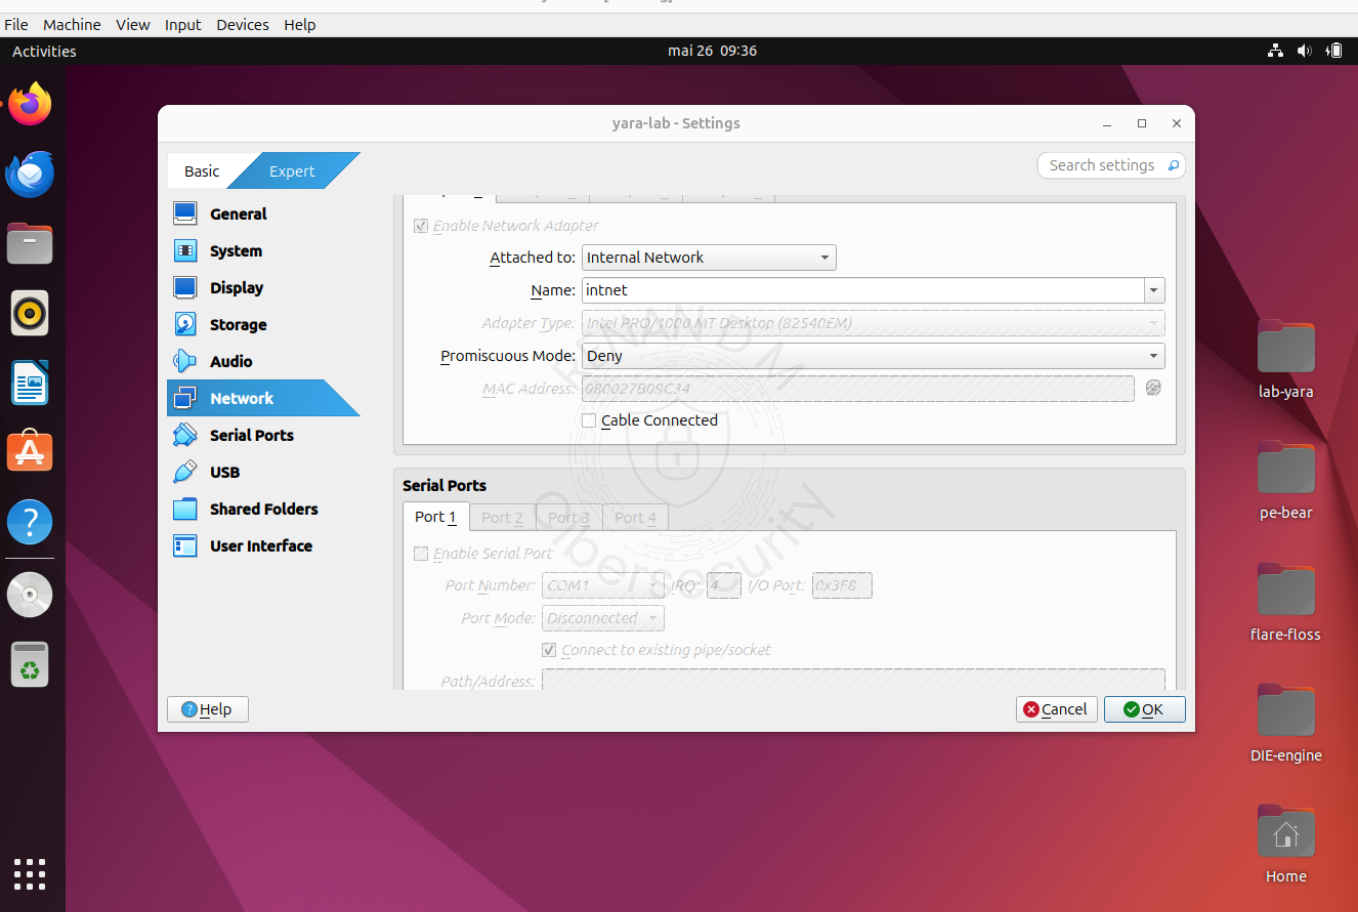 File Machine View Input Devices Help
Activities
mai 26 09:36
yara-lab - Settings
Basic
Expert
Search settings
General
System
Display
Storage
Audio
Network
Serial Ports
USB
Shared Folders
User Interface
Enable Network Adapter
Attached to: Internal Network
Name: intnet
Adapter Type: Intel PRO/1000 MT Desktop (82540EM)
Promiscuous Mode: Deny
MAC Address: 080027B09C34
Cable Connected
Serial Ports
Port 1 Port 2 Port 3 Port 4
Enable Serial Port
Port Number: COM1 IRQ: 4 I/O Port: 0x3F8
Port Mode: Disconnected
Connect to existing pipe/socket
Path/Address:
Help
Cancel
OK
RENAN D M
Cibersecurity
lab-yara
pe-bear
flare-floss
DIE-engine
Home